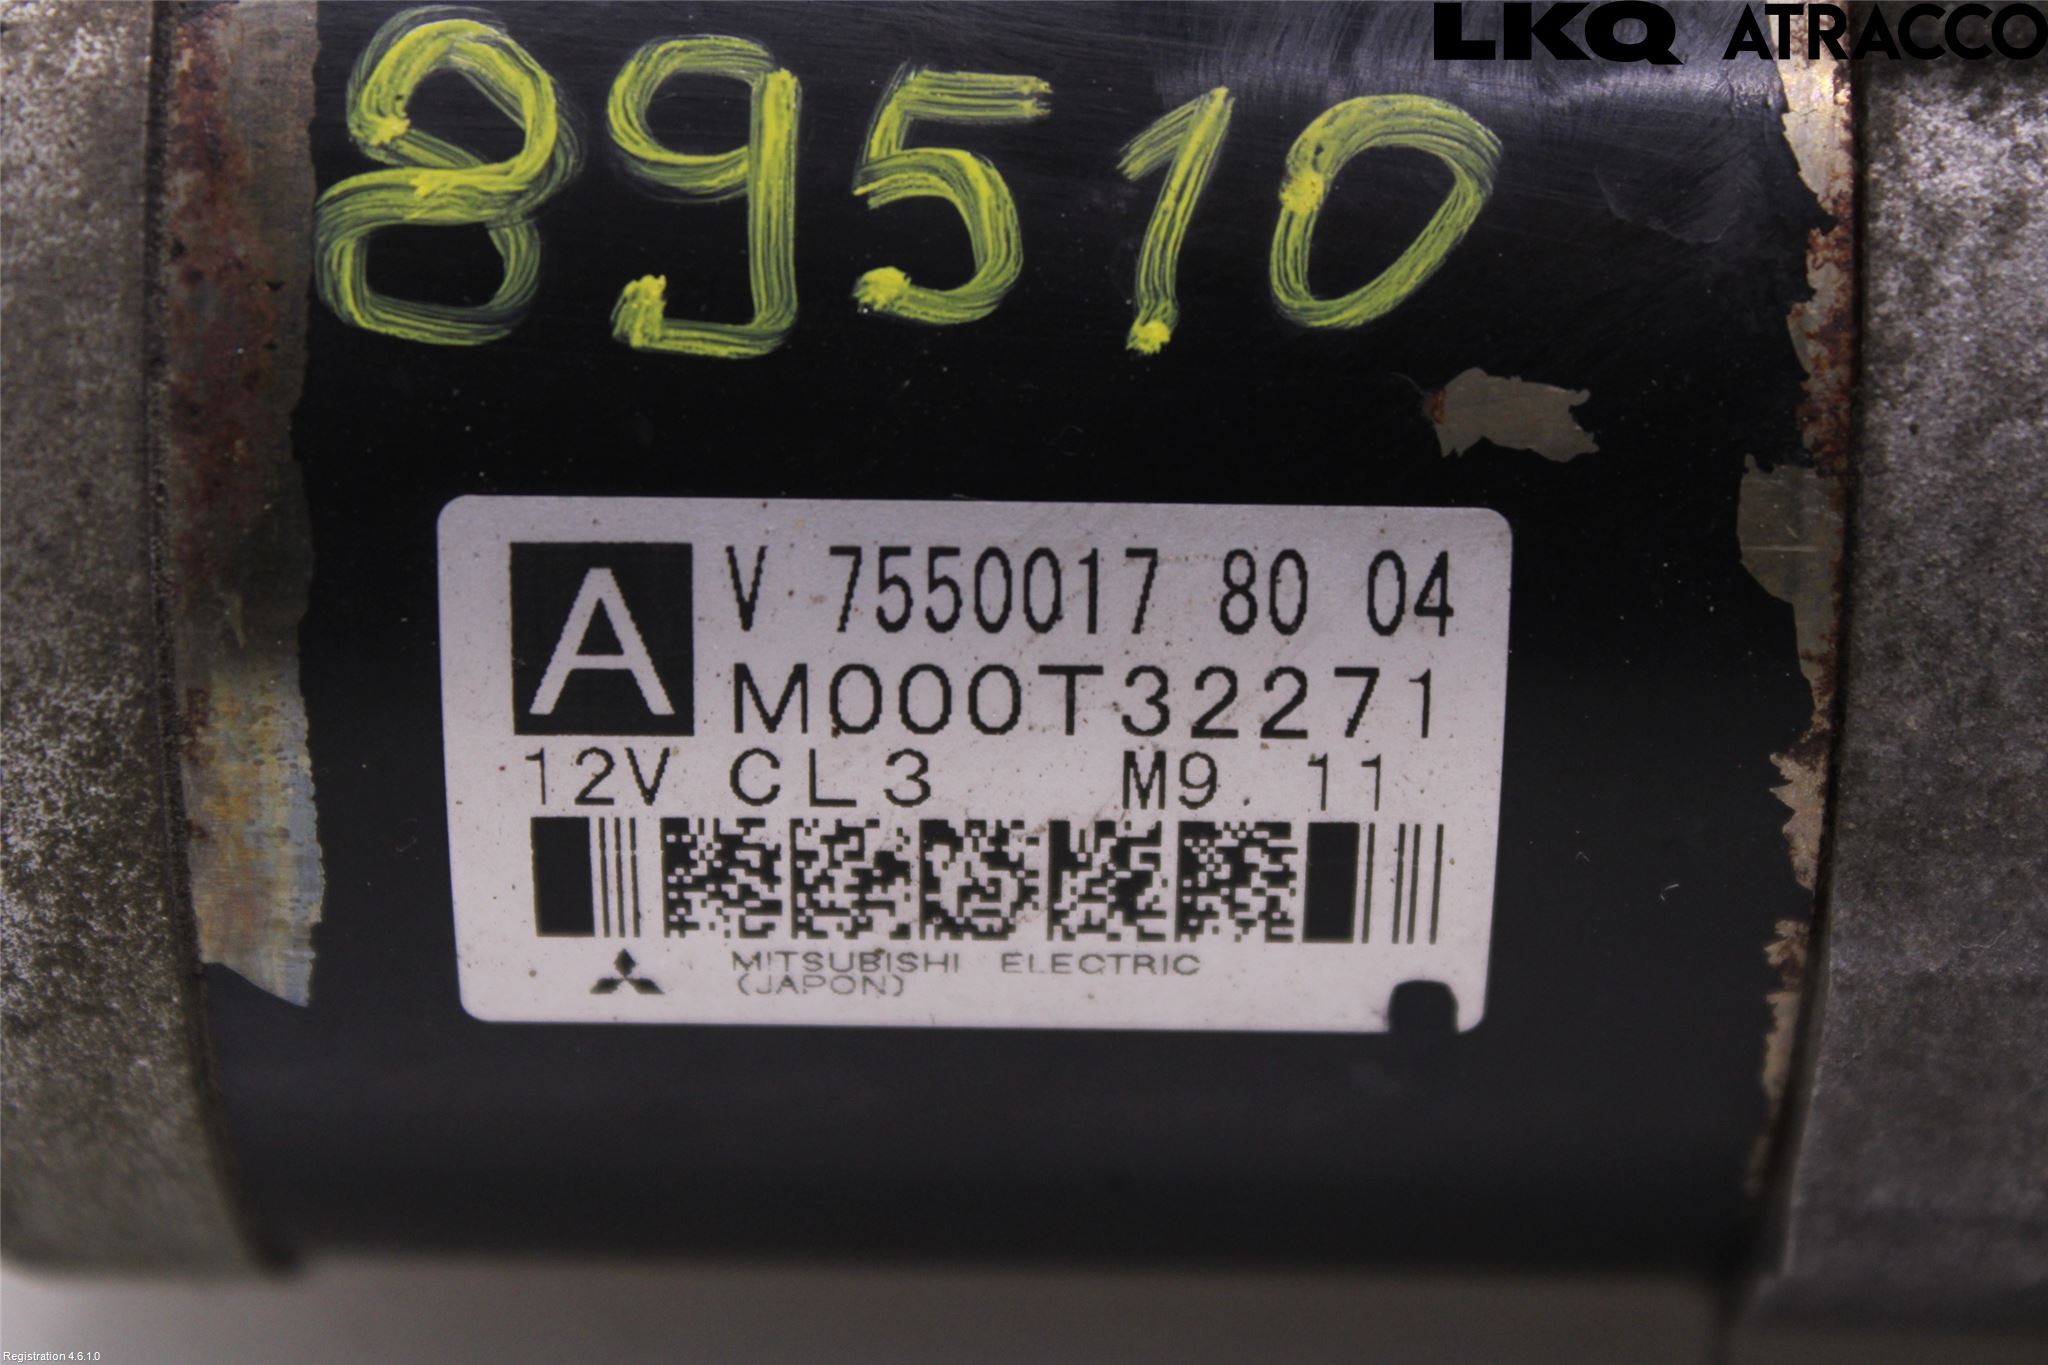 LKQ ATRACCO
89510
A V 7550017 80 04
M000T32271
12V CL3 M9. 11
MITSUBISHI ELECTRIC
(JAPON)
Registration 4.6.1.0